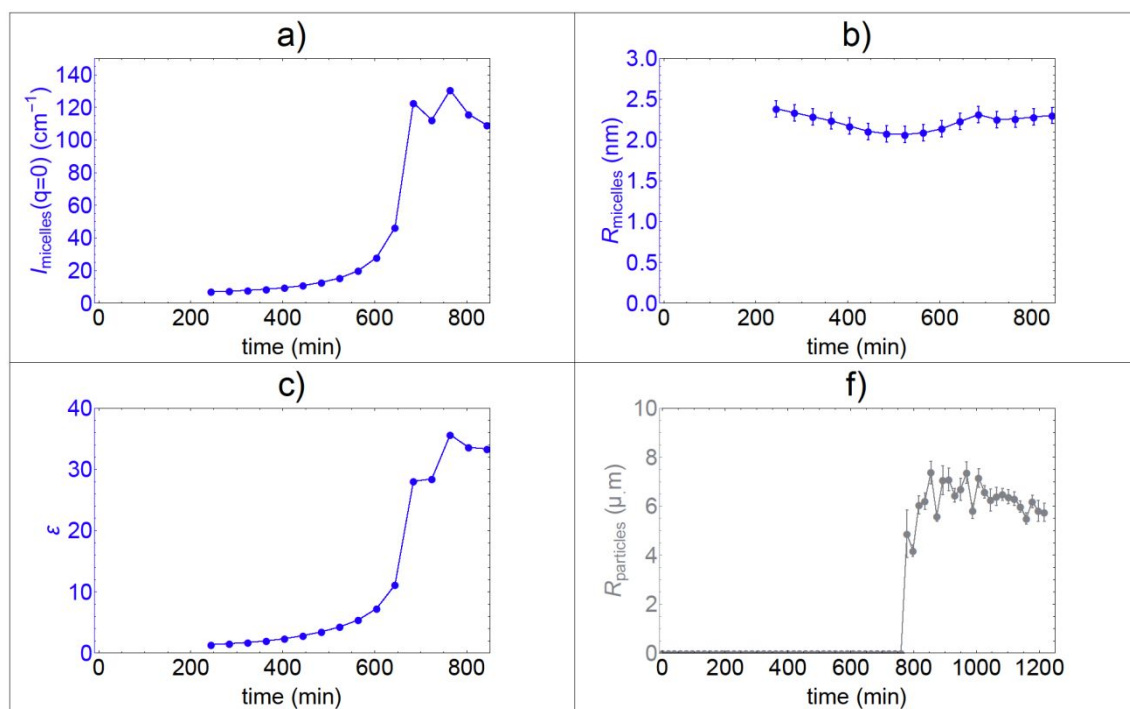 a)
I_micelles(q=0) (cm⁻¹)
140
120
100
80
60
40
20
0
0 200 400 600 800
time (min)
b)
R_micelles (nm)
3.0
2.5
2.0
1.5
1.0
0.5
0.0
0 200 400 600 800
time (min)
c)
ε
40
30
20
10
0
0 200 400 600 800
time (min)
f)
R_particles (μ.m)
10
8
6
4
2
0
0 200 400 600 800 1000 1200
time (min)